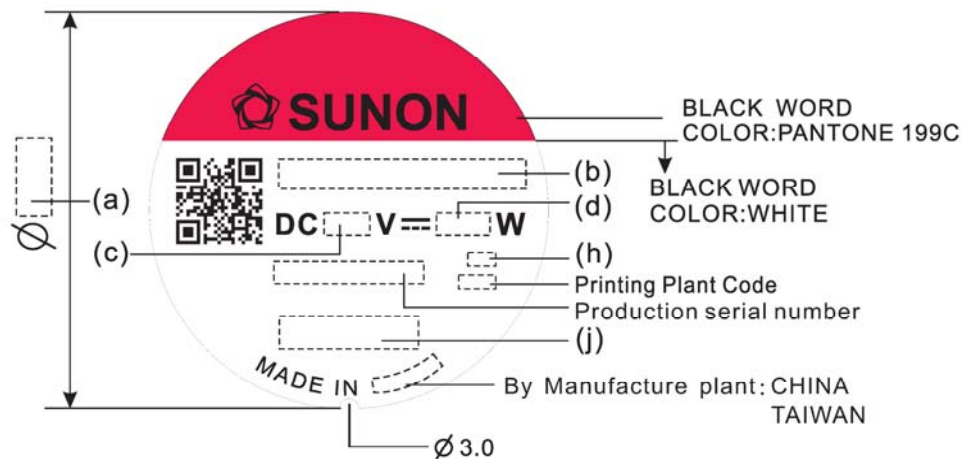 SUNON
BLACK WORD
COLOR:PANTONE 199C
BLACK WORD
COLOR:WHITE
(a)
(b)
DC V W
(d)
(c)
(h)
Printing Plant Code
Production serial number
(j)
MADE IN
By Manufacture plant: CHINA
TAIWAN
Ø
Ø 3.0